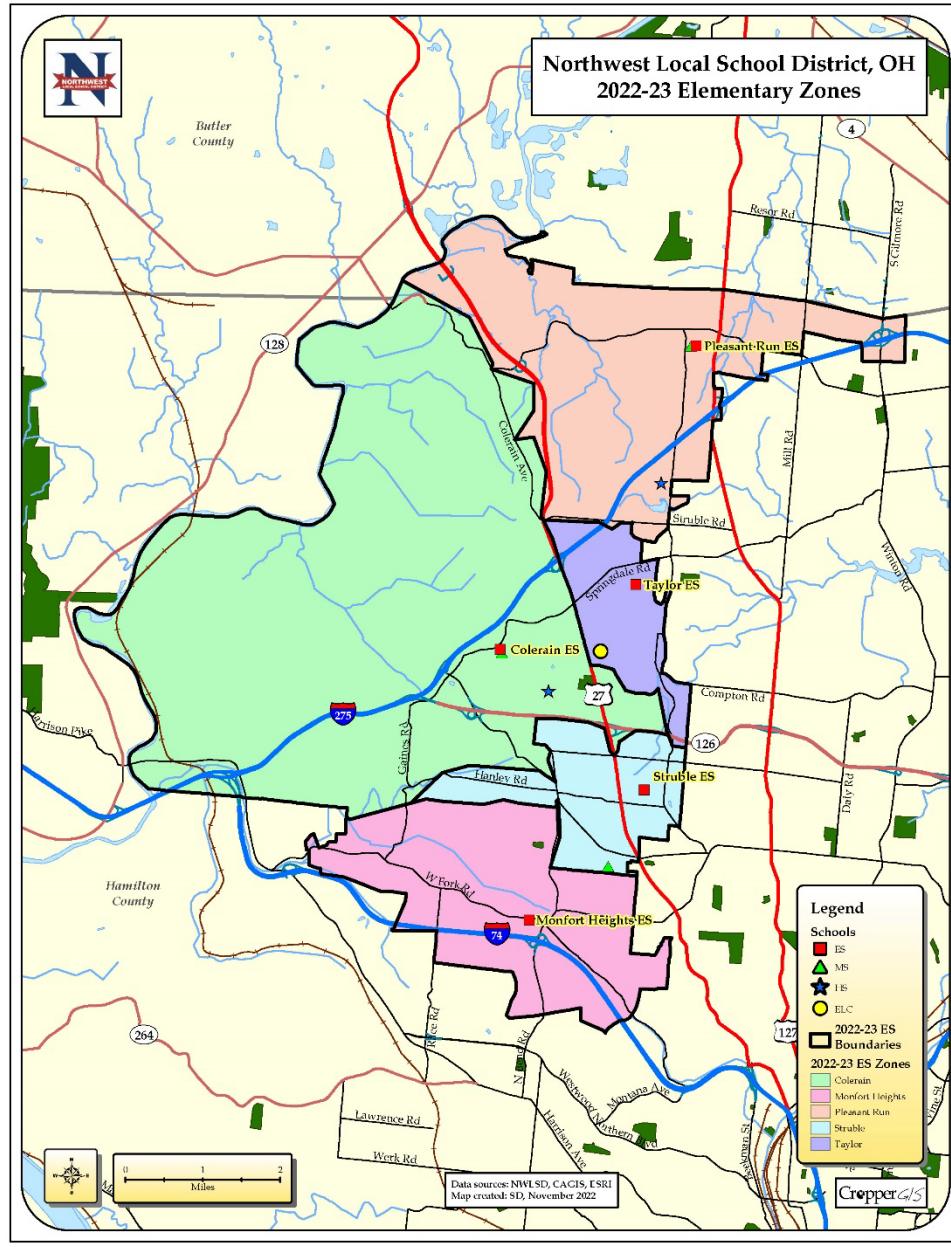 N
NORTHWEST
LOCAL SCHOOL DISTRICT
Northwest Local School District, OH
2022-23 Elementary Zones
Butler
County
4
Resor Rd
S Gilmore Rd
128
Pleasant Run ES
Colerain Ave
Mill Rd
Struble Rd
Winton Rd
Springdale Rd
Taylor ES
Colerain ES
27
Compton Rd
275
126
Harrison Pike
Gaines Rd
Hanley Rd
Struble ES
Daly Rd
Hamilton
County
W Fork Rd
Monfort Heights ES
74
264
127
Legend
Schools
ES
MS
HS
ELC
2022-23 ES
Boundaries
2022-23 ES Zones
Colerain
Monfort Heights
Pleasant Run
Struble
Taylor
Westwood Northern Blvd
Montana Ave
Harrison Ave
Lawrence Rd
Werk Rd
Vine St
0 1 2
Miles
Data sources: NWLSD, CAGIS, ESRI
Map created: SD, November 2022
Cropper GIS